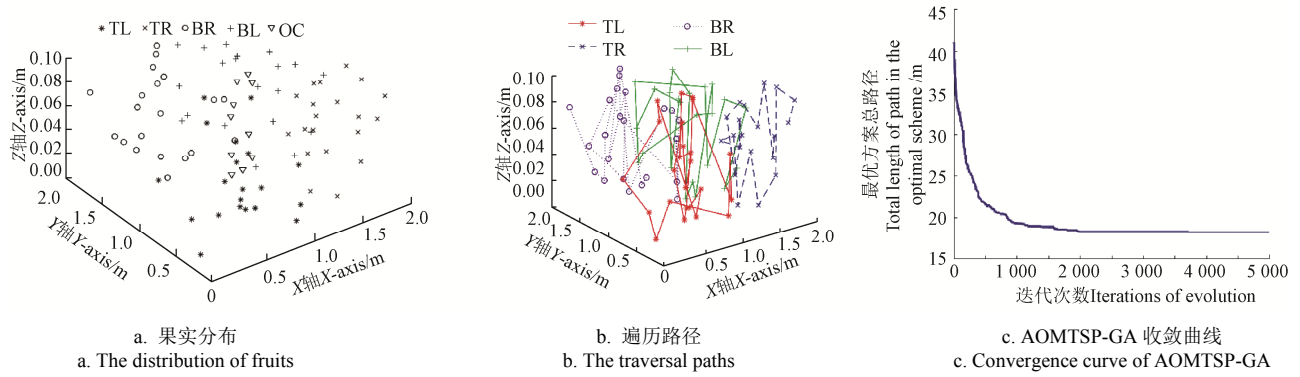 * TL × TR ○ BR + BL ▽ OC
Z轴Z-axis/m
0.10
0.00
0.06
0.04
0.02
0.00
2.0
1.5
1.0
0.5
0
Y轴Y-axis/m
0.5
1.0
1.5
2.0
X轴X-axis/m
a. 果实分布
a. The distribution of fruits
TL
TR
BR
BL
Z轴Z-axis/m
0.10
0.08
0.06
0.04
0.02
0.00
2.0
1.5
1.0
0.5
0
Y轴Y-axis/m
0.5
1.0
1.5
2.0
X轴X-axis/m
b. 遍历路径
b. The traversal paths
最优方案总路径
Total length of path in the
optimal scheme /m
45
40
35
30
25
20
15
0
1 000
2 000
3 000
4 000
5 000
迭代次数Iterations of evolution
c. AOMTSP-GA 收敛曲线
c. Convergence curve of AOMTSP-GA